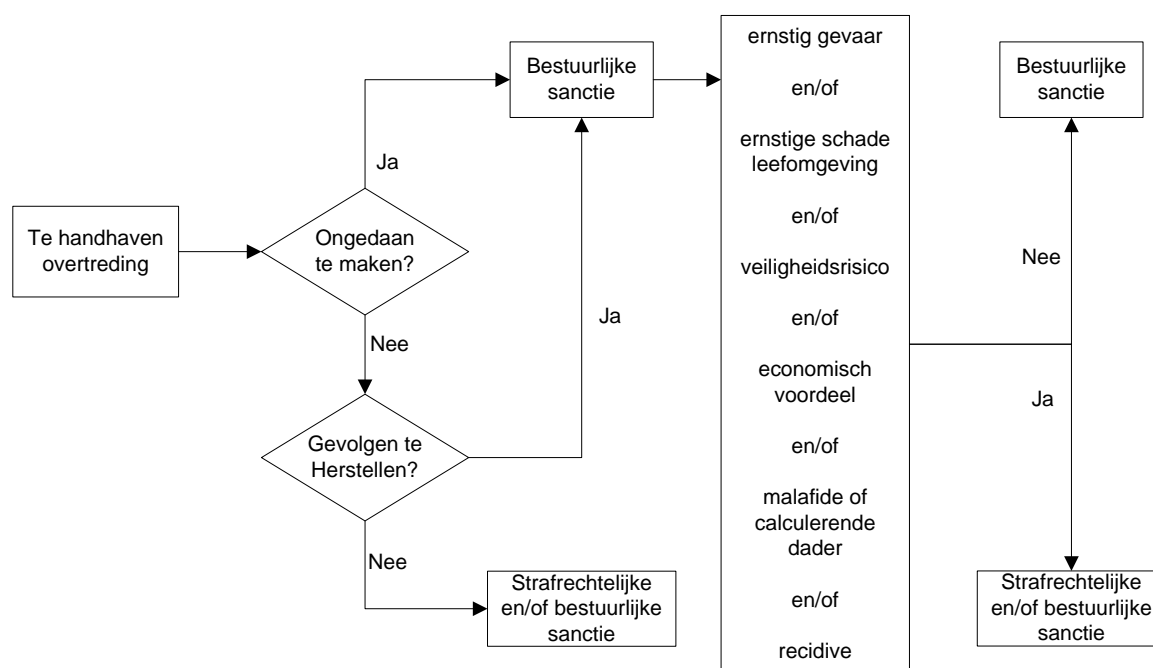 Te handhaven
overtreding
Ongedaan
te maken?
Ja
Nee
Gevolgen te
Herstellen?
Ja
Nee
Bestuurlijke
sanctie
Strafrechtelijke
en/of bestuurlijke
sanctie
ernstig gevaar
en/of
ernstige schade
leefomgeving
en/of
veiligheidsrisico
en/of
economisch
voordeel
en/of
malafide of
calculerende
dader
en/of
recidive
Nee
Bestuurlijke
sanctie
Ja
Strafrechtelijke
en/of bestuurlijke
sanctie